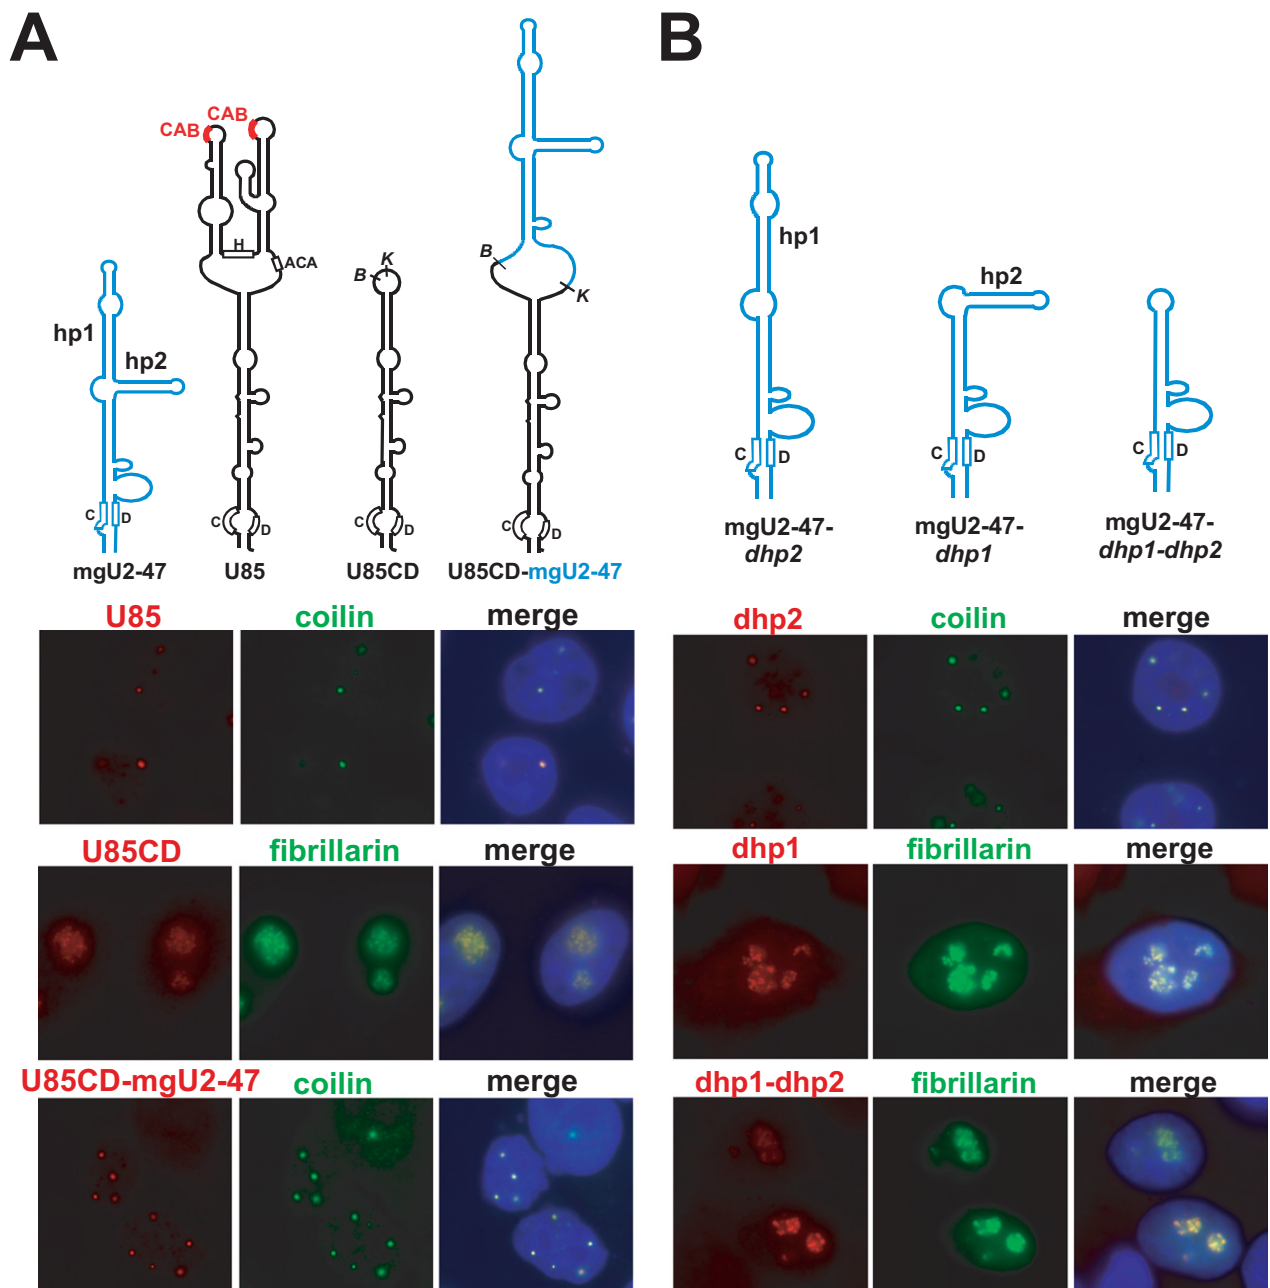 A
CAB
CAB
H
ACA
hp1
hp2
B
K
B
K
C
D
C
D
C
D
C
D
mgU2-47
U85
U85CD
U85CD-mgU2-47
U85
coilin
merge
U85CD
fibrillarin
merge
U85CD-mgU2-47
coilin
merge
B
hp1
hp2
C
D
C
D
C
D
mgU2-47-
dhp2
mgU2-47-
dhp1
mgU2-47-
dhp1-dhp2
dhp2
coilin
merge
dhp1
fibrillarin
merge
dhp1-dhp2
fibrillarin
merge